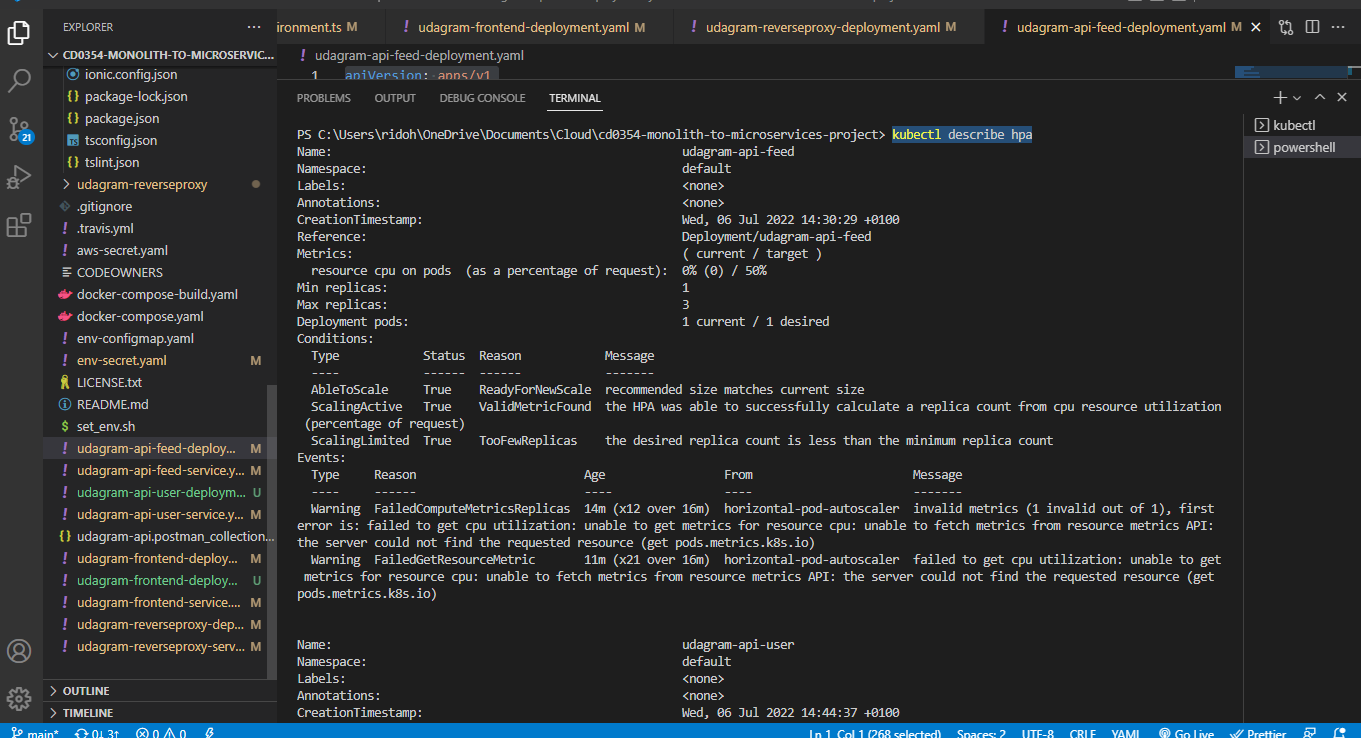 EXPLORER ...
ironment.ts M ! udagram-frontend-deployment.yaml M ! udagram-reverseproxy-deployment.yaml M ! udagram-api-feed-deployment.yaml M
CD0354-MONOLITH-TO-MICROSERVIC...
! udagram-api-feed-deployment.yaml
1 apiVersion: apps/v1
ionic.config.json
{} package-lock.json
{} package.json
tsconfig.json
{} tslint.json
udagram-reverseproxy
.gitignore
! .travis.yml
! aws-secret.yaml
CODEOWNERS
docker-compose-build.yaml
docker-compose.yaml
! env-configmap.yaml
! env-secret.yaml M
LICENSE.txt
README.md
$ set_env.sh
! udagram-api-feed-deploy... M
! udagram-api-feed-service.y... M
! udagram-api-user-deploym... U
! udagram-api-user-service.y... M
{} udagram-api.postman_collection...
! udagram-frontend-deploy... M
! udagram-frontend-deploy... U
! udagram-frontend-service.... M
! udagram-reverseproxy-dep... M
! udagram-reverseproxy-serv... M
OUTLINE
TIMELINE
21
PROBLEMS OUTPUT DEBUG CONSOLE TERMINAL
kubectl
powershell
PS C:\Users\ridoh\OneDrive\Documents\Cloud\cd0354-monolith-to-microservices-project> kubectl describe hpa
Name: udagram-api-feed
Namespace: default
Labels: <none>
Annotations: <none>
CreationTimestamp: Wed, 06 Jul 2022 14:30:29 +0100
Reference: Deployment/udagram-api-feed
Metrics: ( current / target )
resource cpu on pods (as a percentage of request): 0% (0) / 50%
Min replicas: 1
Max replicas: 3
Deployment pods: 1 current / 1 desired
Conditions:
Type Status Reason Message
---- ------ ------ -------
AbleToScale True ReadyForNewScale recommended size matches current size
ScalingActive True ValidMetricFound the HPA was able to successfully calculate a replica count from cpu resource utilization
(percentage of request)
ScalingLimited True TooFewReplicas the desired replica count is less than the minimum replica count
Events:
Type Reason Age From Message
---- ------ ---- ---- -------
Warning FailedComputeMetricsReplicas 14m (x12 over 16m) horizontal-pod-autoscaler invalid metrics (1 invalid out of 1), first
error is: failed to get cpu utilization: unable to get metrics for resource cpu: unable to fetch metrics from resource metrics API:
the server could not find the requested resource (get pods.metrics.k8s.io)
Warning FailedGetResourceMetric 11m (x21 over 16m) horizontal-pod-autoscaler failed to get cpu utilization: unable to get
metrics for resource cpu: unable to fetch metrics from resource metrics API: the server could not find the requested resource (get
pods.metrics.k8s.io)
Name: udagram-api-user
Namespace: default
Labels: <none>
Annotations: <none>
CreationTimestamp: Wed, 06 Jul 2022 14:44:37 +0100
main* 0↓ 3↑ 0 0 Ln 1, Col 1 (268 selected) Spaces: 2 UTF-8 CRLF YAML Go Live Prettier